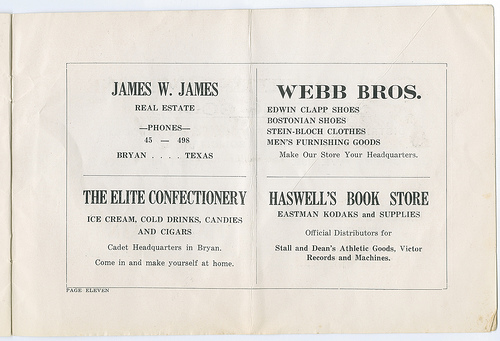 JAMES W. JAMES
REAL ESTATE
—PHONES—
45 — 498
BRYAN . . . . TEXAS
WEBB BROS.
EDWIN CLAPP SHOES
BOSTONIAN SHOES
STEIN-BLOCH CLOTHES
MEN'S FURNISHING GOODS
Make Our Store Your Headquarters.
THE ELITE CONFECTIONERY
ICE CREAM, COLD DRINKS, CANDIES
AND CIGARS
Cadet Headquarters in Bryan.
Come in and make yourself at home.
HASWELL'S BOOK STORE
EASTMAN KODAKS and SUPPLIES
Official Distributors for
Stall and Dean's Athletic Goods, Victor
Records and Machines.
PAGE ELEVEN